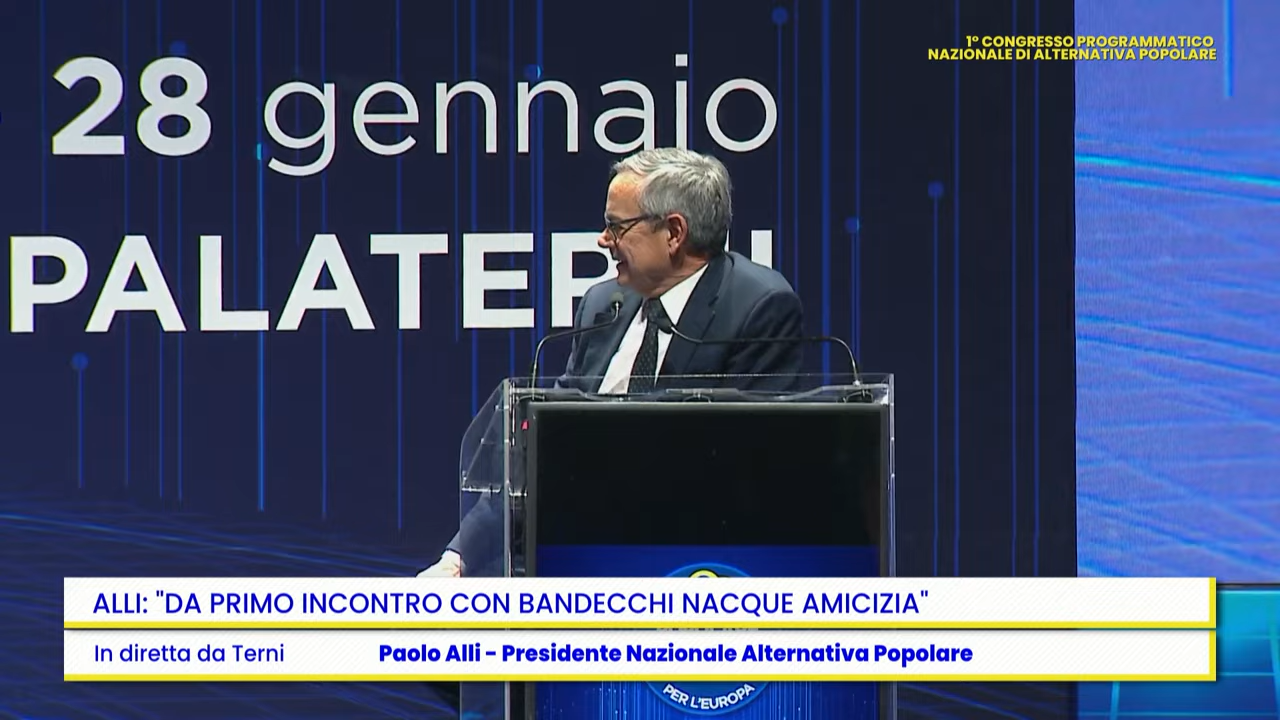 1° CONGRESSO PROGRAMMATICO
NAZIONALE DI ALTERNATIVA POPOLARE
28 gennaio
ALLI: "DA PRIMO INCONTRO CON BANDECCHI NACQUE AMICIZIA"
In diretta da Terni
Paolo Alli - Presidente Nazionale Alternativa Popolare
PER L'EUROPA